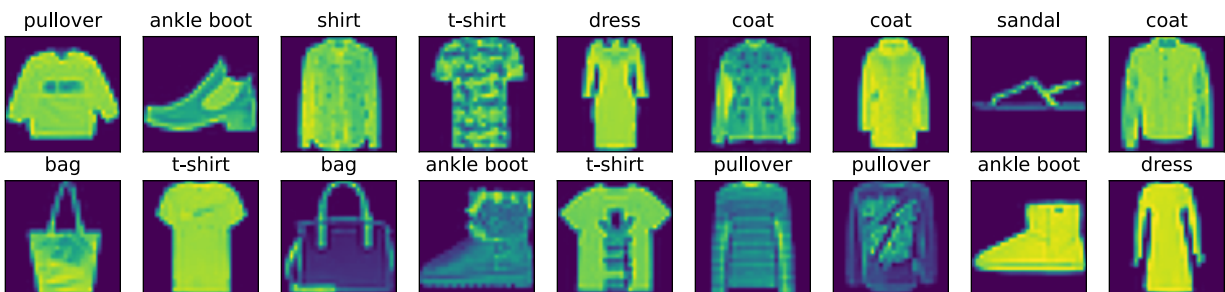 pullover ankle boot shirt t-shirt dress coat coat sandal coat
bag t-shirt bag ankle boot t-shirt pullover pullover ankle boot dress